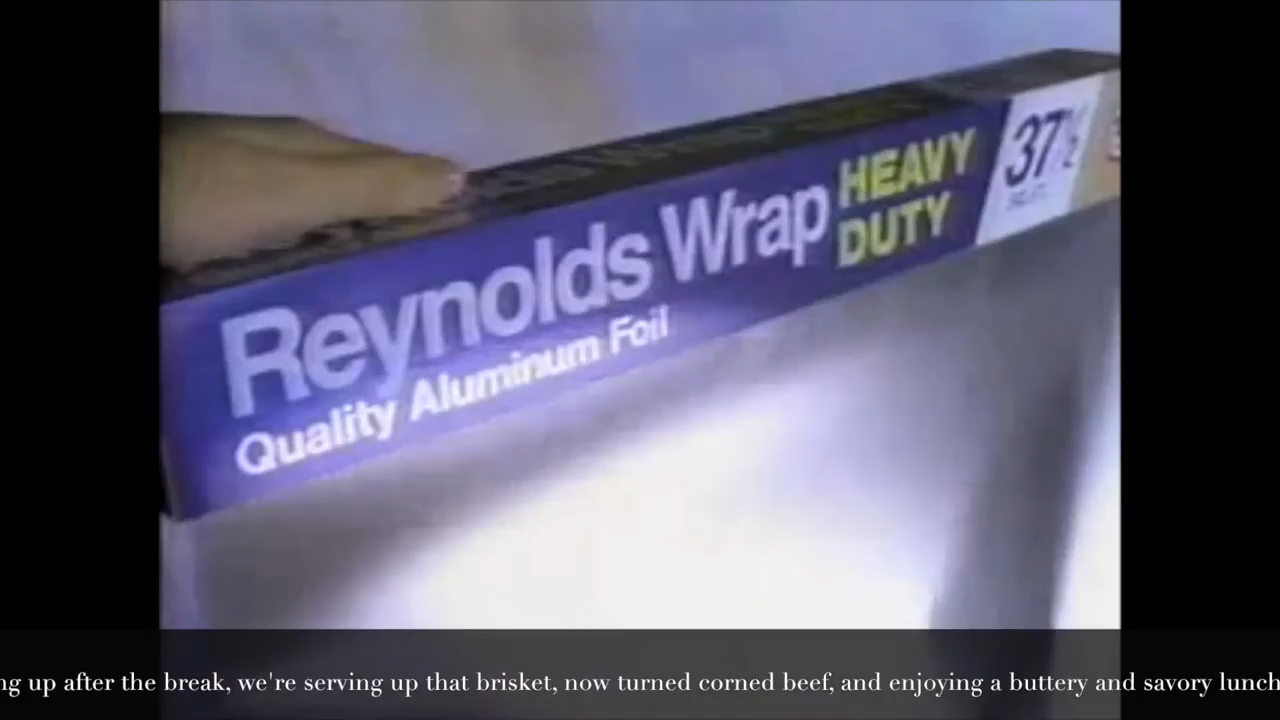 Reynolds Wrap
HEAVY
DUTY
37½
Quality Aluminum Foil
ng up after the break, we're serving up that brisket, now turned corned beef, and enjoying a buttery and savory lunch